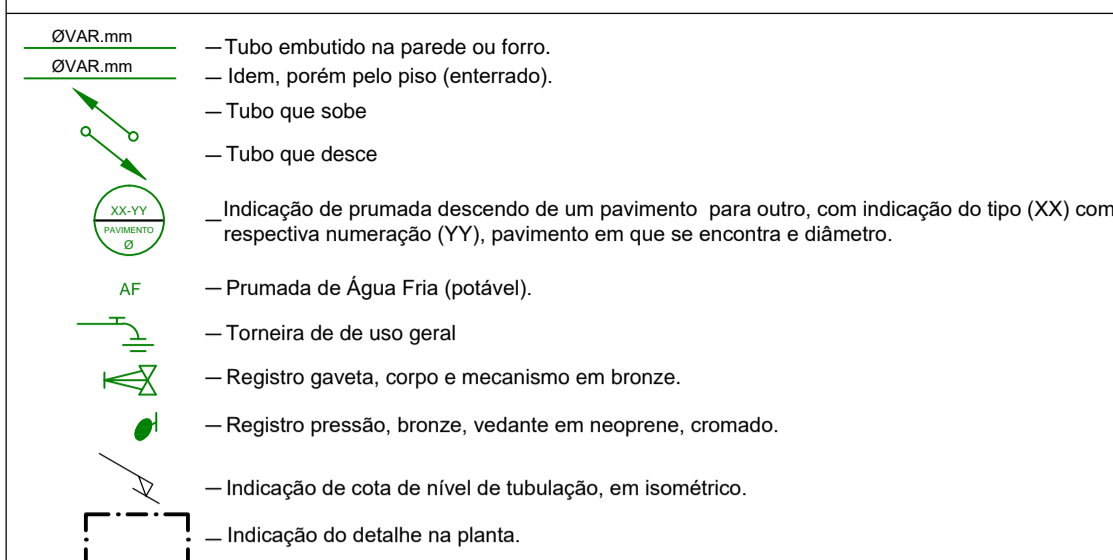 ØVAR.mm
— Tubo embutido na parede ou forro.
ØVAR.mm
— Idem, porém pelo piso (enterrado).
— Tubo que sobe
— Tubo que desce
XX-YY
PAVIMENTO
Ø
— Indicação de prumada descendo de um pavimento para outro, com indicação do tipo (XX) com
respectiva numeração (YY), pavimento em que se encontra e diâmetro.
AF
— Prumada de Água Fria (potável).
— Torneira de de uso geral
— Registro gaveta, corpo e mecanismo em bronze.
— Registro pressão, bronze, vedante em neoprene, cromado.
— Indicação de cota de nível de tubulação, em isométrico.
— Indicação do detalhe na planta.